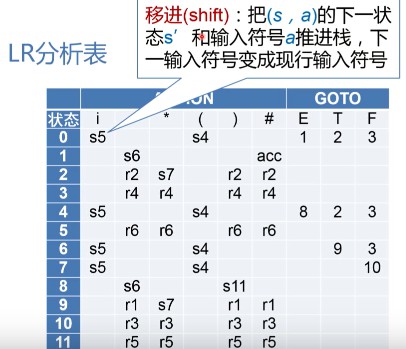 移进(shift)：把(s，a)的下一状
态s’和输入符号a推进栈，下
一输入符号变成现行输入符号
LR分析表
GOTO
状态 i * ( ) # E T F
0 s5 s4 1 2 3
1 s6 acc
2 r2 s7 r2 r2
3 r4 r4 r4 r4
4 s5 s4 8 2 3
5 r6 r6 r6 r6
6 s5 s4 9 3
7 s5 s4 10
8 s6 s11
9 r1 s7 r1 r1
10 r3 r3 r3 r3
11 r5 r5 r5 r5